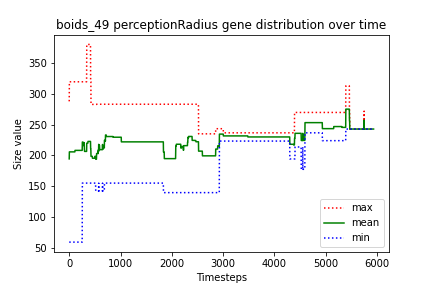 boids_49 perceptionRadius gene distribution over time
Size value
350
300
250
200
150
100
50
0
1000
2000
3000
4000
5000
6000
Timesteps
max
mean
min